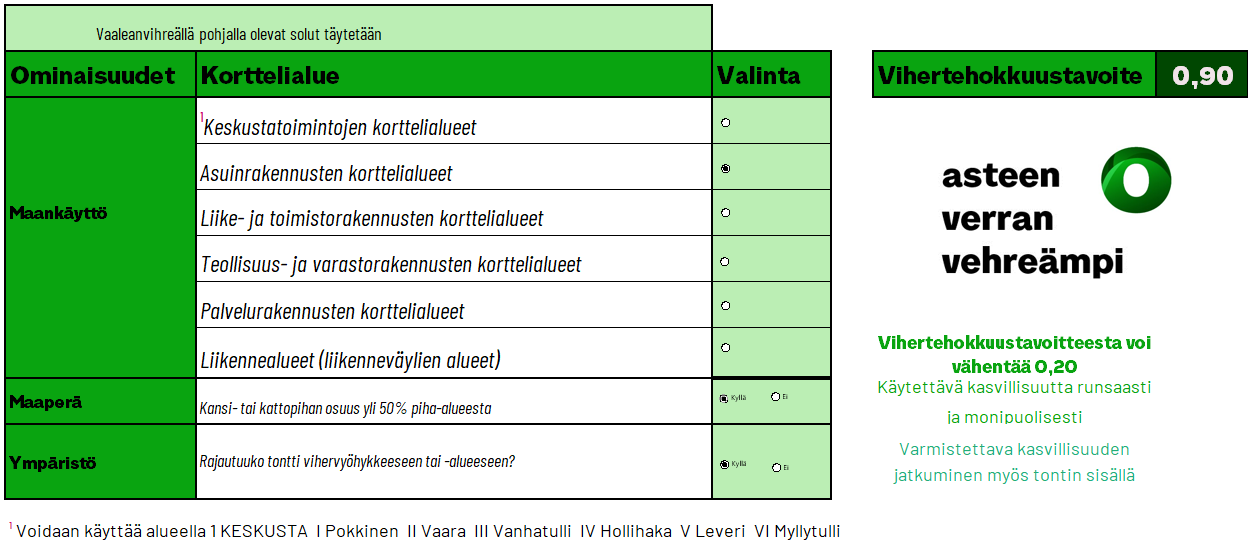 Vaaleanvihreällä pohjalla olevat solut täytetään
Ominaisuudet Korttelialue Valinta
Vihertehokkuustavoite 0,90
Maankäyttö
¹Keskustatoimintojen korttelialueet
Asuinrakennusten korttelialueet
Liike- ja toimistorakennusten korttelialueet
Teollisuus- ja varastorakennusten korttelialueet
Palvelurakennusten korttelialueet
Liikennealueet (liikenneväylien alueet)
Maaperä Kansi- tai kattopihan osuus yli 50% piha-alueesta Kyllä Ei
Ympäristö Rajautuuko tontti vihervyöhykkeeseen tai -alueeseen? Kyllä Ei
asteen
verran
vehreämpi
Vihertehokkuustavoitteesta voi
vähentää 0,20
Käytettävä kasvillisuutta runsaasti
ja monipuolisesti
Varmistettava kasvillisuuden
jatkuminen myös tontin sisällä
¹ Voidaan käyttää alueella 1 KESKUSTA I Pokkinen II Vaara III Vanhatulli IV Hollihaka V Leveri VI Myllytulli